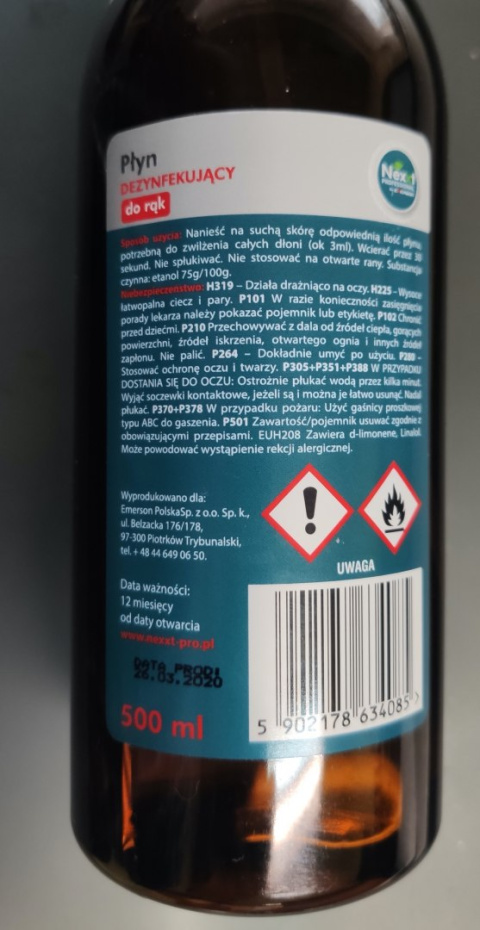 Płyn
DEZYNFEKUJĄCY
do rąk
Nexxt
PROFESSIONAL
Sposób użycia: Nanieść na suchą skórę odpowiednią ilość płynu
potrzebną do zwilżenia całych dłoni (ok 3ml). Wcierać przez 30
sekund. Nie spłukiwać. Nie stosować na otwarte rany. Substancja
czynna: etanol 75g/100g.
Niebezpieczeństwo: H319 – Działa drażniąco na oczy. H225 – Wysoce
łatwopalna ciecz i pary. P101 W razie konieczności zasięgnięcia
porady lekarza należy pokazać pojemnik lub etykietę. P102 Chronić
przed dziećmi. P210 Przechowywać z dala od źródeł ciepła, gorących
powierzchni, źródeł iskrzenia, otwartego ognia i innych źródeł
zapłonu. Nie palić. P264 – Dokładnie umyć po użyciu. P280 –
Stosować ochronę oczu i twarzy. P305+P351+P388 W PRZYPADKU
DOSTANIA SIĘ DO OCZU: Ostrożnie płukać wodą przez kilka minut.
Wyjąć soczewki kontaktowe, jeżeli są i można je łatwo usunąć. Nadal
płukać. P370+P378 W przypadku pożaru: Użyć gaśnicy proszkowej
typu ABC do gaszenia. P501 Zawartość/pojemnik usuwać zgodnie z
obowiązującymi przepisami. EUH208 Zawiera d-limonene, Linalol.
Może powodować wystąpienie rekcji alergicznej.
Wyprodukowano dla:
Emerson PolskaSp. z o.o. Sp. k.,
ul. Belzacka 176/178,
97-300 Piotrków Trybunalski,
tel. + 48 44 649 06 50.
UWAGA
Data ważności:
12 miesięcy
od daty otwarcia
www.nexxt-pro.pl
DATA PROD:
26.03.2020
500 ml
5 902178 634085 >